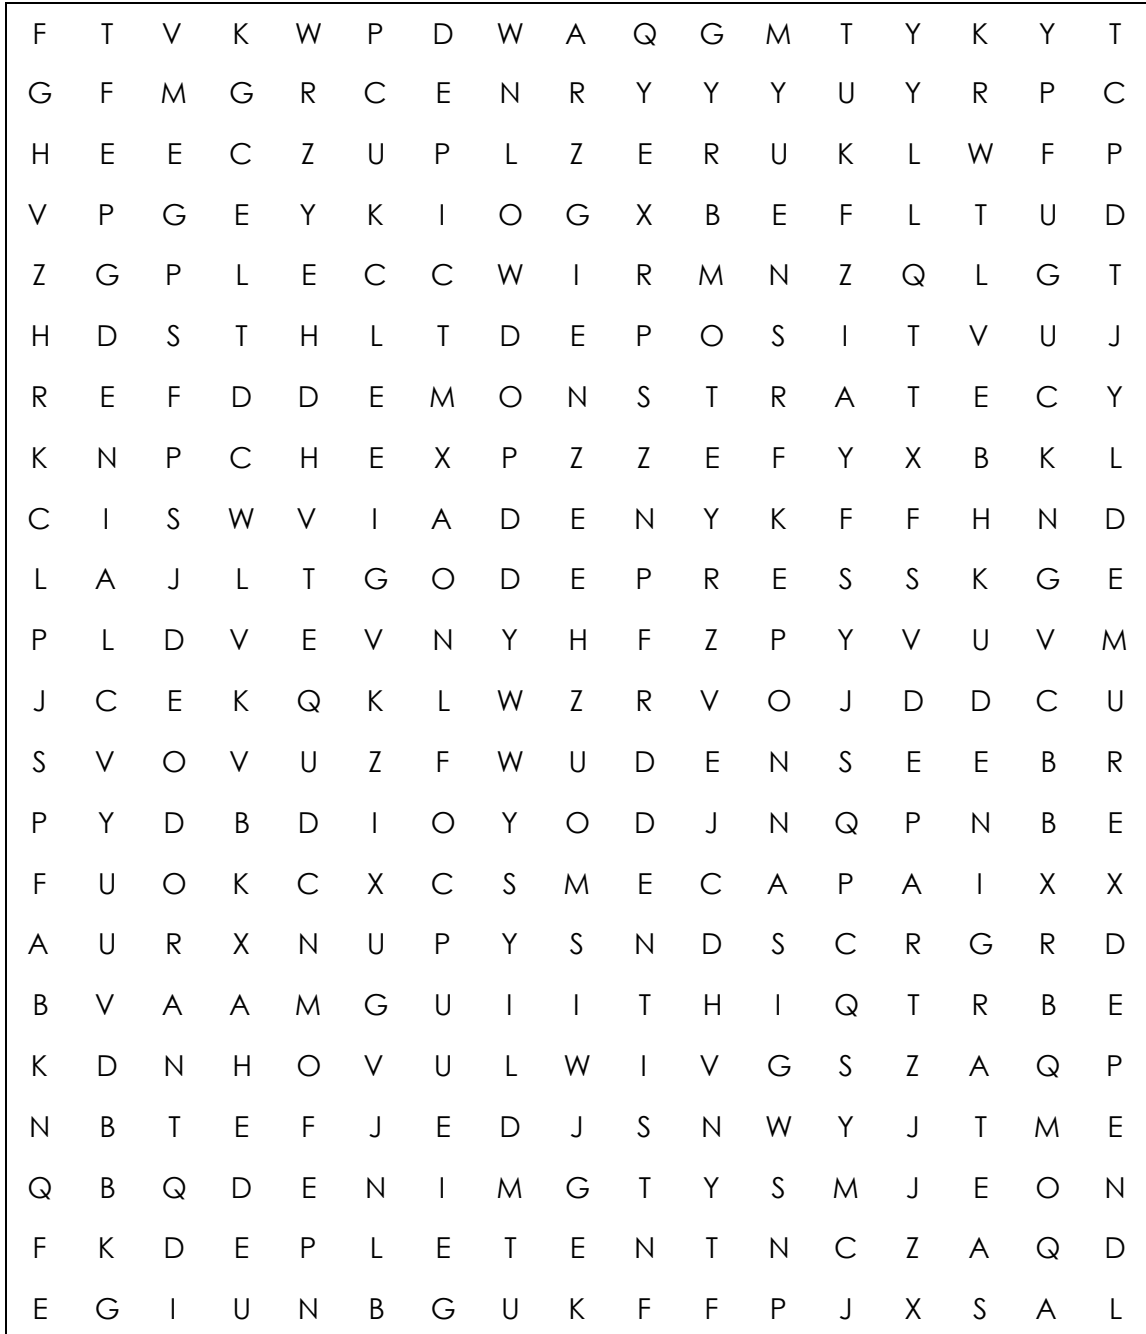 F T V K W P D W A Q G M T Y K Y T
G F M G R C E N R Y Y Y U Y R P C
H E E C Z U P L Z E R U K L W F P
V P G E Y K I O G X B E F L T U D
Z G P L E C C W I R M N Z Q L G T
H D S T H L T D E P O S I T V U J
R E F D D E M O N S T R A T E C Y
K N P C H E X P Z Z E F Y X B K L
C I S W V I A D E N Y K F F H N D
L A J L T G O D E P R E S S K G E
P L D V E V N Y H F Z P Y V U V M
J C E K Q K L W Z R V O J D D C U
S V O V U Z F W U D E N S E E B R
P Y D B D I O Y O D J N Q P N B E
F U O K C X C S M E C A P A I X X
A U R X N U P Y S N D S C R G R D
B V A A M G U I I T H I Q T R B E
K D N H O V U L W I V G S Z A Q P
N B T E F J E D J S N W Y J T M E
Q B Q D E N I M G T Y S M J E O N
F K D E P L E T E N T N C Z A Q D
E G I U N B G U K F F P J X S A L